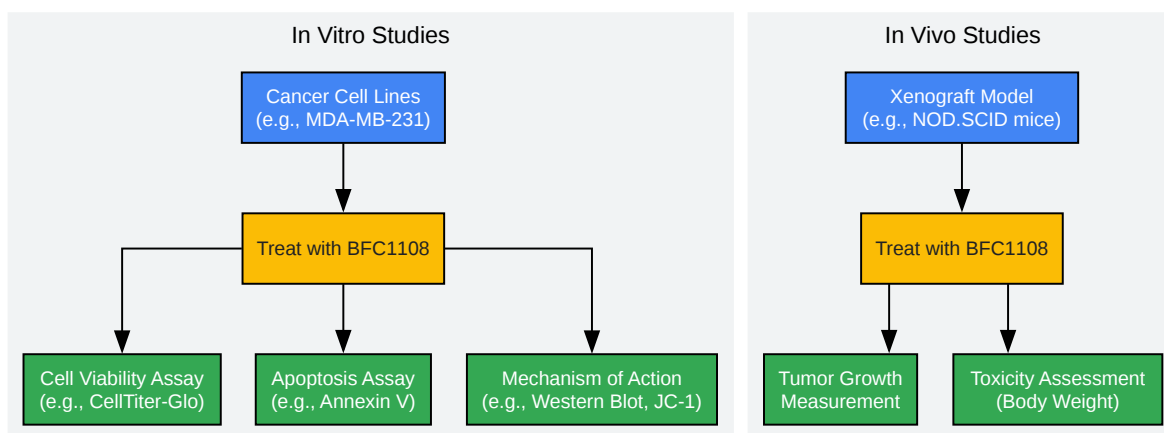 In Vitro Studies
Cancer Cell Lines
(e.g., MDA-MB-231)
Treat with BFC1108
Cell Viability Assay
(e.g., CellTiter-Glo)
Apoptosis Assay
(e.g., Annexin V)
Mechanism of Action
(e.g., Western Blot, JC-1)
In Vivo Studies
Xenograft Model
(e.g., NOD.SCID mice)
Treat with BFC1108
Tumor Growth
Measurement
Toxicity Assessment
(Body Weight)